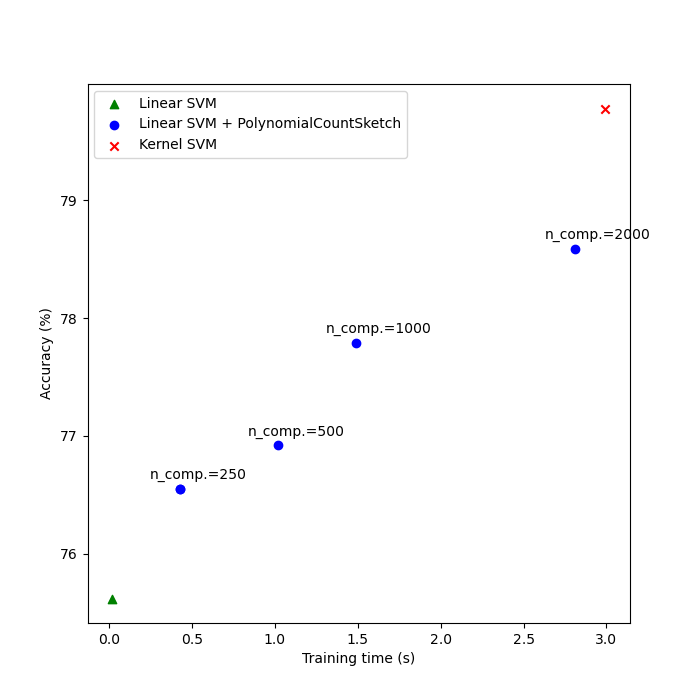 Linear SVM
Linear SVM + PolynomialCountSketch
Kernel SVM
n_comp.=2000
n_comp.=1000
n_comp.=500
n_comp.=250
79
78
77
76
Accuracy (%)
0.0 0.5 1.0 1.5 2.0 2.5 3.0
Training time (s)